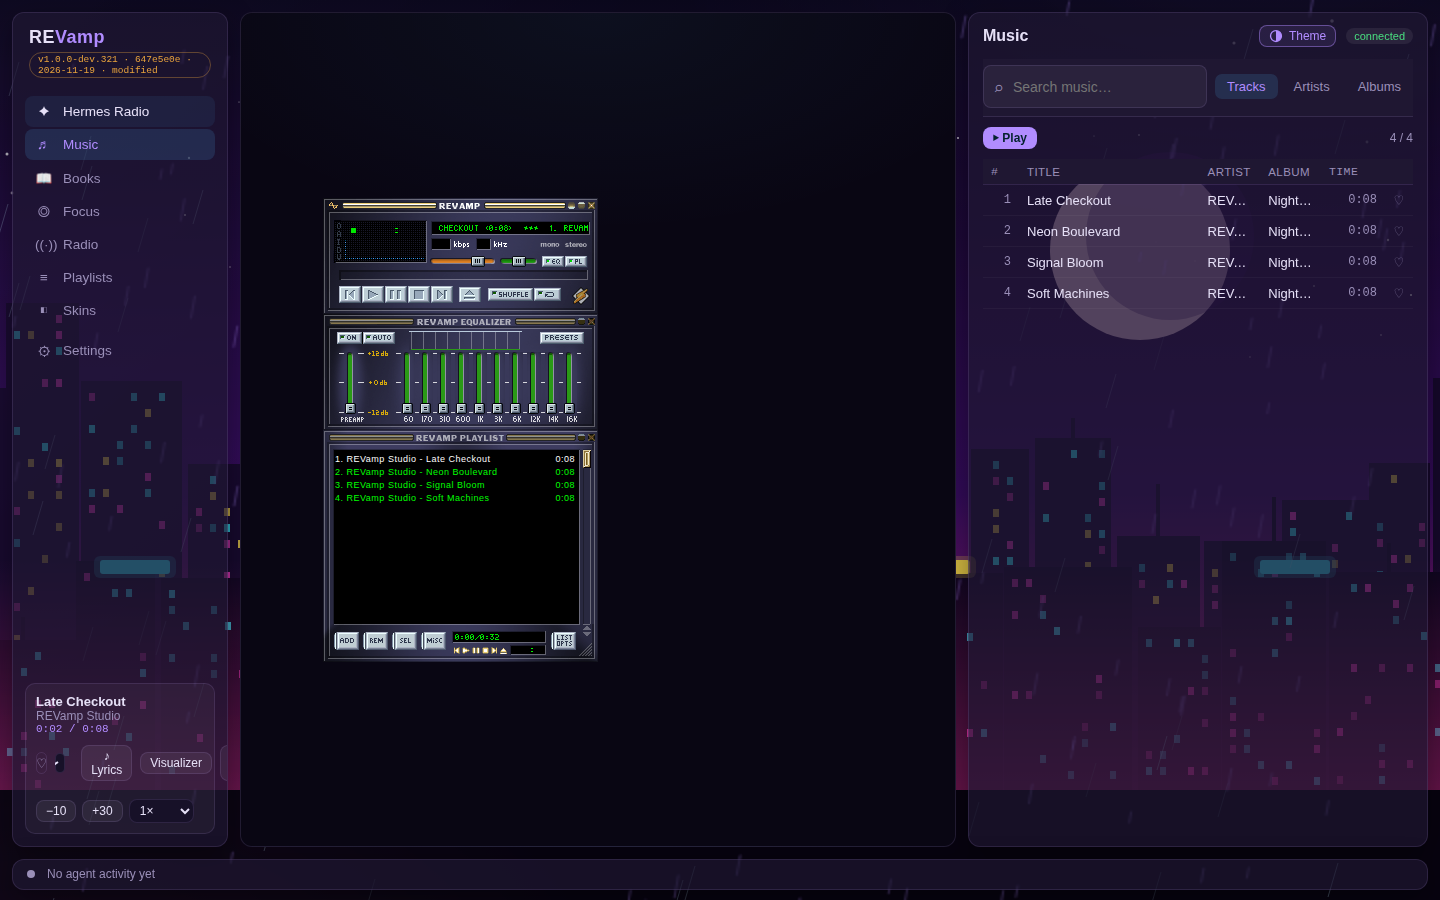 REVamp
v1.0.0-dev.321 · 647e5e0e ·
2026-11-19 · modified
Hermes Radio
Music
Books
Focus
Radio
Playlists
Skins
Settings
Late Checkout
REVamp Studio
0:02 / 0:08
Lyrics
Visualizer
−10
+30
1×
REVAMP
CHECKOUT (0:08) *** 1. REVAM
kbps
kHz
mono
stereo
EQ
PL
SHUFFLE
REVAMP EQUALIZER
ON
AUTO
PRESETS
+12db
+0db
-12db
PREAMP
60
170
310
600
1K
3K
6K
12K
14K
16K
REVAMP PLAYLIST
1. REVamp Studio - Late Checkout 0:08
2. REVamp Studio - Neon Boulevard 0:08
3. REVamp Studio - Signal Bloom 0:08
4. REVamp Studio - Soft Machines 0:08
ADD
REM
SEL
MISC
0:00/0:32
LIST
OPTS
Music
Theme
connected
Search music…
Tracks
Artists
Albums
Play
4 / 4
# TITLE ARTIST ALBUM TIME
1 Late Checkout REV… Night… 0:08
2 Neon Boulevard REV… Night… 0:08
3 Signal Bloom REV… Night… 0:08
4 Soft Machines REV… Night… 0:08
No agent activity yet